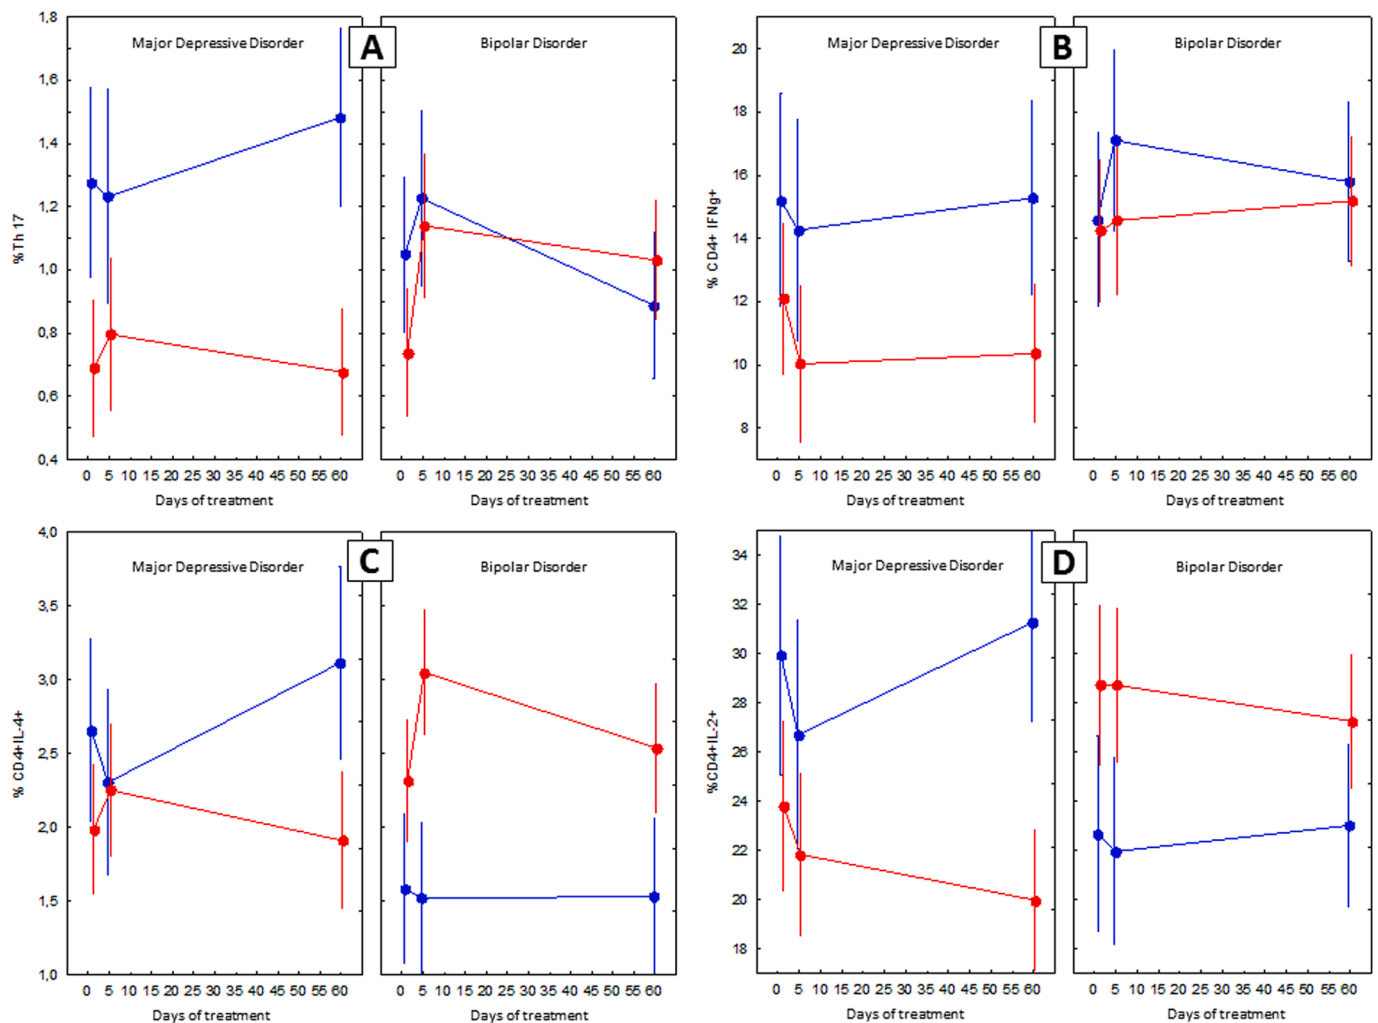 Major Depressive Disorder
A
Bipolar Disorder
%Th 17
1,8
1,6
1,4
1,2
1,0
0,8
0,6
0,4
0 5 10 15 20 25 30 35 40 45 50 55 60
0 5 10 15 20 25 30 35 40 45 50 55 60
Days of treatment
Days of treatment
Major Depressive Disorder
B
Bipolar Disorder
% CD4+ IFNg+
20
18
16
14
12
10
8
0 5 10 15 20 25 30 35 40 45 50 55 60
0 5 10 15 20 25 30 35 40 45 50 55 60
Days of treatment
Days of treatment
Major Depressive Disorder
C
Bipolar Disorder
% CD4+IL-4+
4,0
3,5
3,0
2,5
2,0
1,5
1,0
0 5 10 15 20 25 30 35 40 45 50 55 60
0 5 10 15 20 25 30 35 40 45 50 55 60
Days of treatment
Days of treatment
Major Depressive Disorder
D
Bipolar Disorder
%CD4+IL-2+
34
32
30
28
26
24
22
20
18
0 5 10 15 20 25 30 35 40 45 50 55 60
0 5 10 15 20 25 30 35 40 45 50 55 60
Days of treatment
Days of treatment